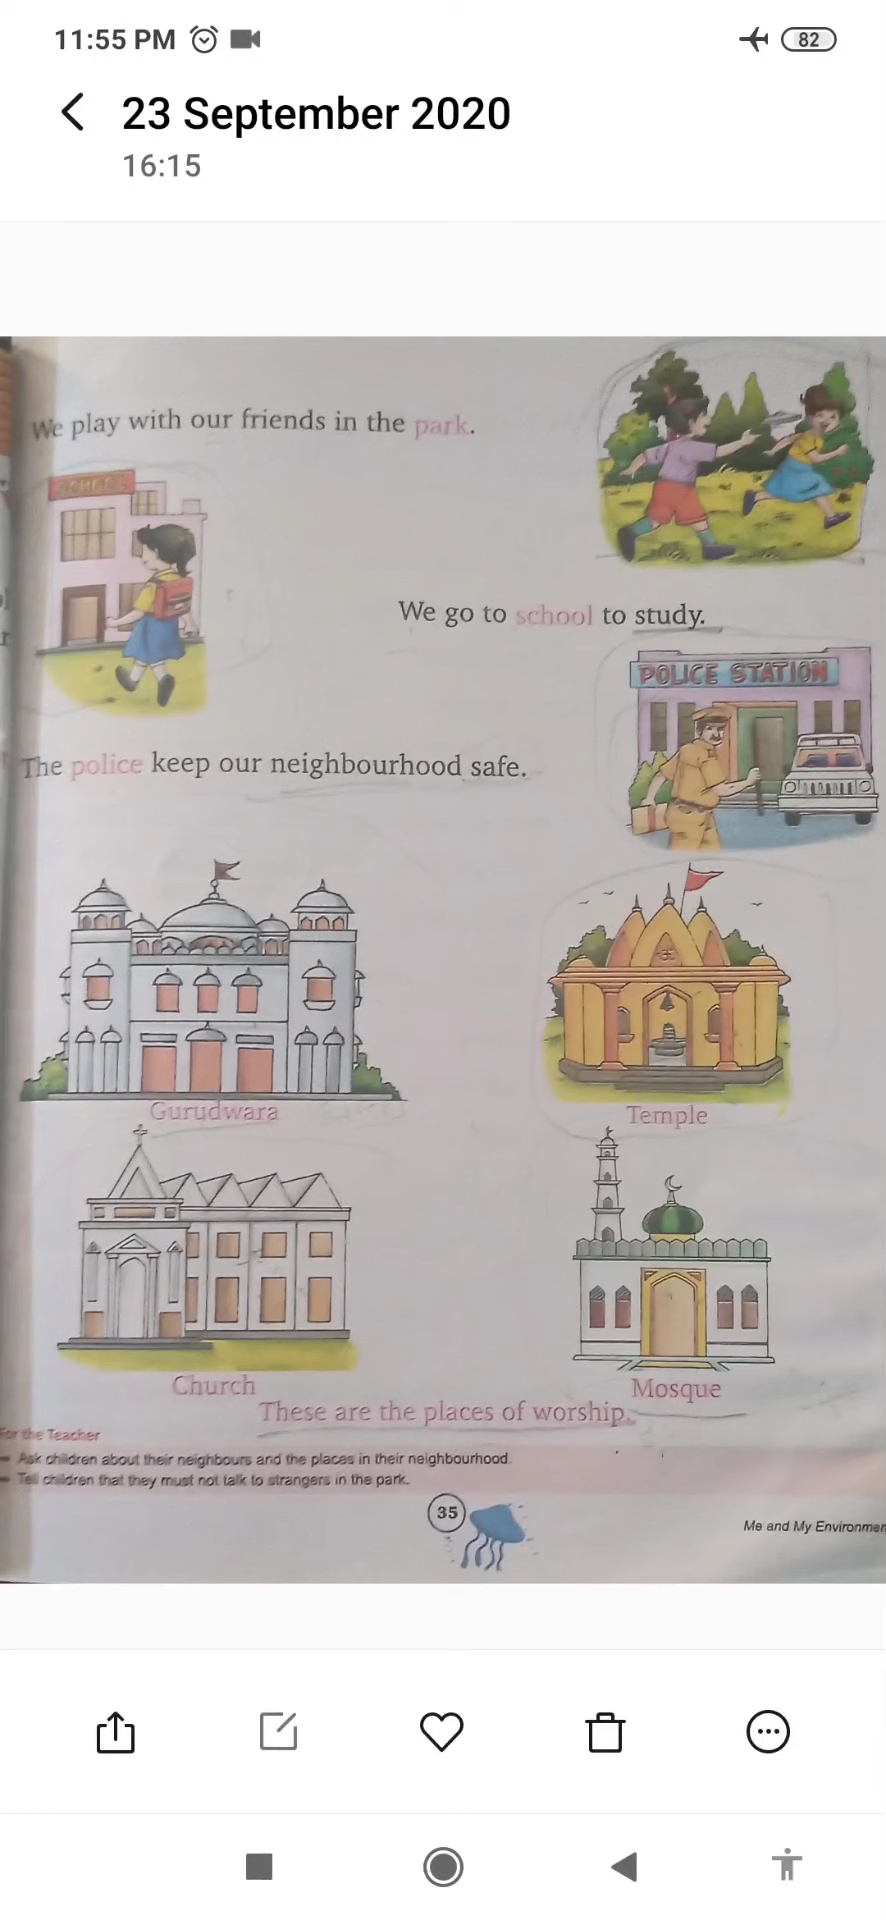 11:55 PM
82
23 September 2020
16:15
We play with our friends in the park.
SCHOOL
We go to school to study.
POLICE STATION
The police keep our neighbourhood safe.
Gurudwara
Temple
Church
Mosque
These are the places of worship.
For the Teacher
Ask children about their neighbours and the places in their neighbourhood.
Tell children that they must not talk to strangers in the park.
35
Me and My Environmen